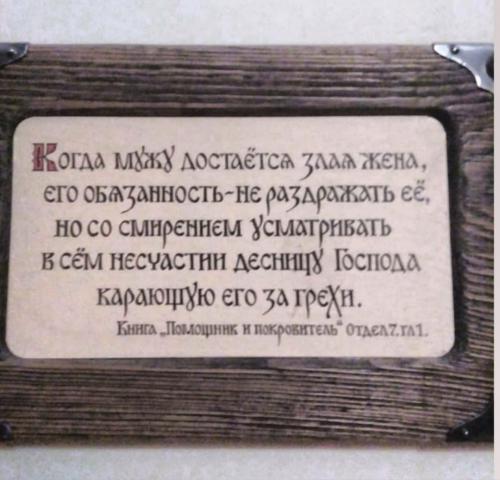 Когда мужу достаётся злая жена,
его обязанность-не раздражать её,
но со смирением усматривать
в сём несчастии десницу Господа
карающую его за грехи.
Книга „Помощник и покровитель“ Отдел 7. гл 1.